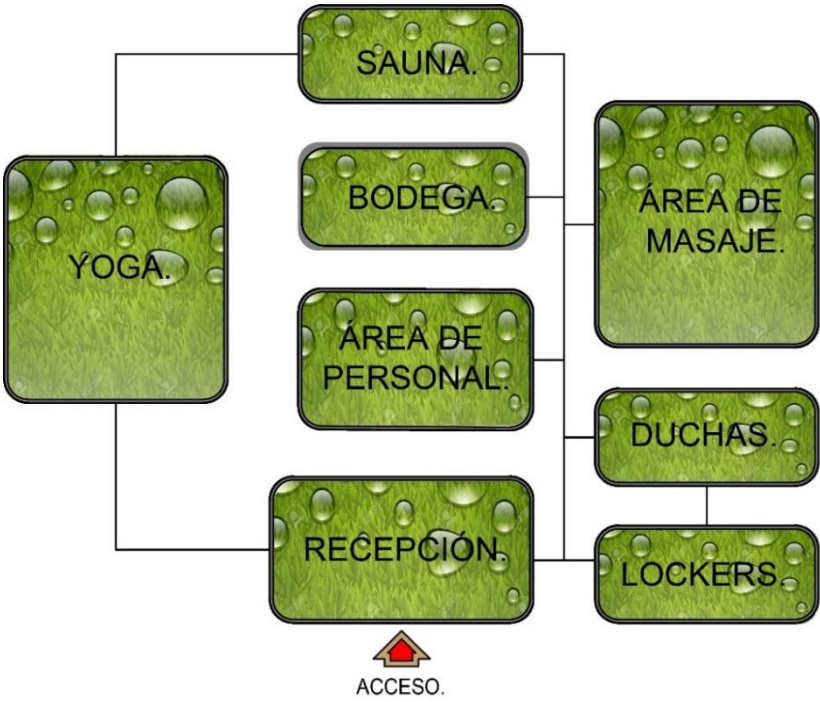 SAUNA.
BODEGA.
ÁREA DE
MASAJE.
YOGA.
ÁREA DE
PERSONAL.
DUCHAS.
RECEPCIÓN.
LOCKERS.
ACCESO.